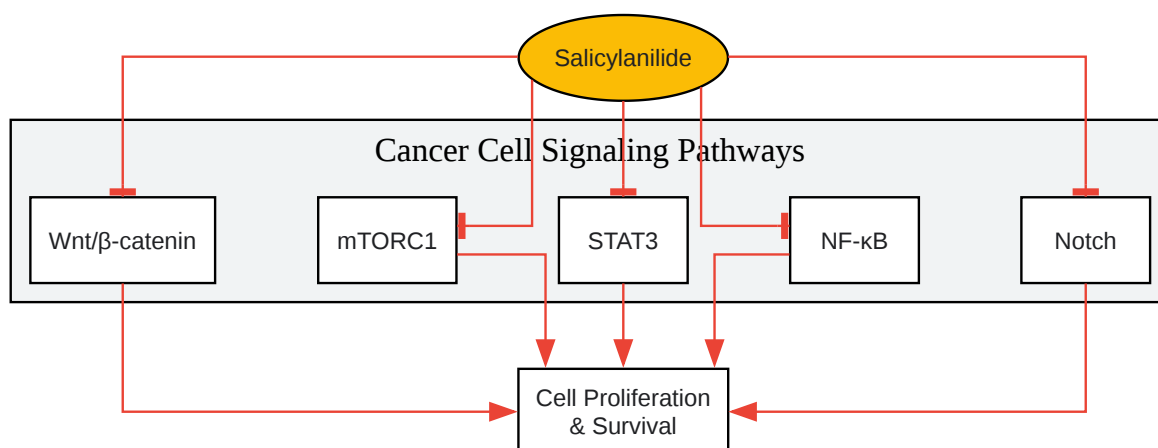 Salicylanilide
Cancer Cell Signaling Pathways
Wnt/β-catenin
mTORC1
STAT3
NF-κB
Notch
Cell Proliferation
& Survival